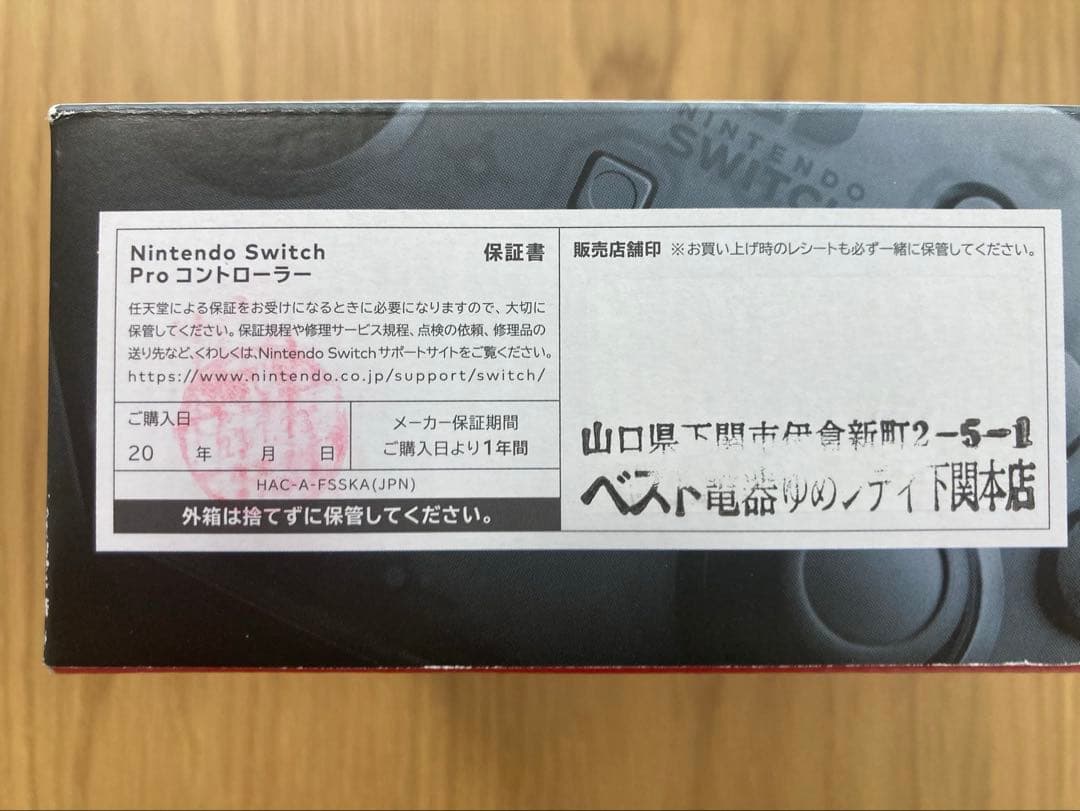 NINTENDO
SWITCH
Nintendo Switch
Pro コントローラー
保証書
任天堂による保証をお受けになるときに必要になりますので、大切に
保管してください。保証規程や修理サービス規程、点検の依頼、修理品の
送り先など、くわしくは、Nintendo Switchサポートサイトをご覧ください。
https://www.nintendo.co.jp/support/switch/
ご購入日
20 年 月 日
メーカー保証期間
ご購入日より1年間
HAC-A-FSSKA(JPN)
外箱は捨てずに保管してください。
販売店舗印 ※お買い上げ時のレシートも必ず一緒に保管してください。
山口県下関市伊倉新町2-5-1
ベスト電器ゆめシティ下関本店